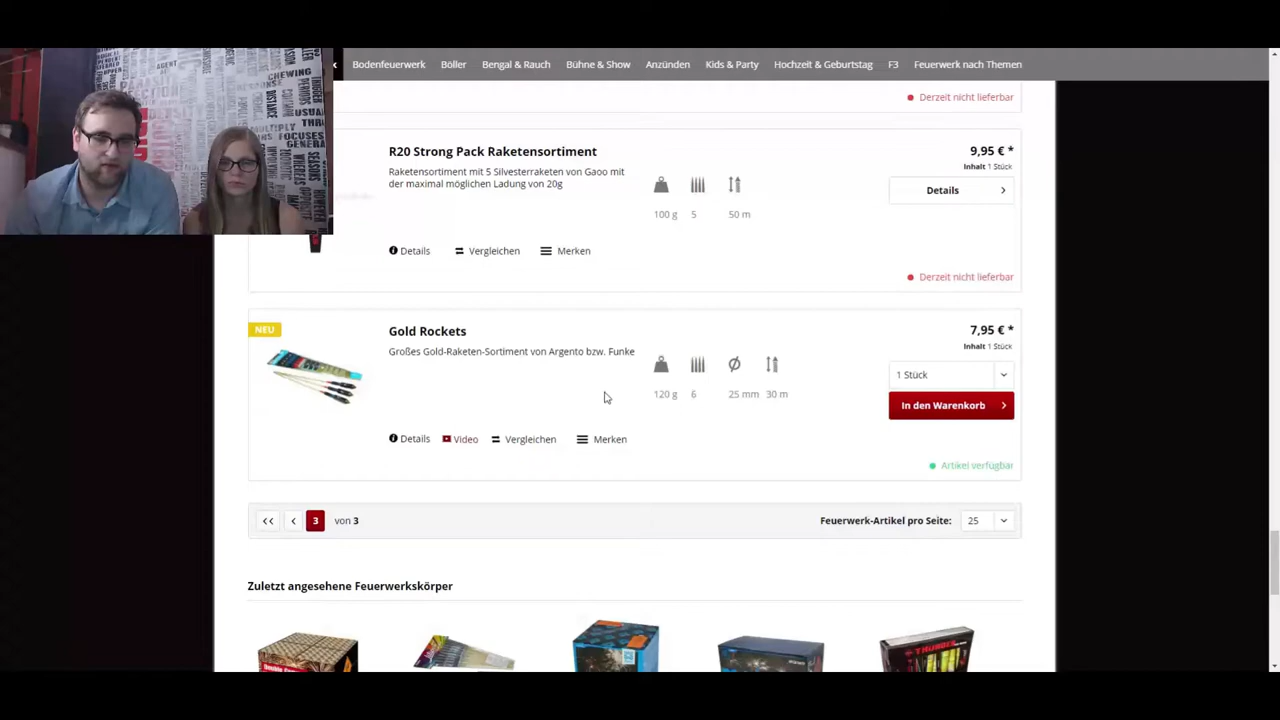 Bodenfeuerwerk Böller Bengal & Rauch Bühne & Show Anzünden Kids & Party Hochzeit & Geburtstag F3 Feuerwerk nach Themen
Derzeit nicht lieferbar
R20 Strong Pack Raketensortiment
9,95 € *
Raketensortiment mit 5 Silvesterraketen von Gaoo mit
der maximal möglichen Ladung von 20g
Inhalt 1 Stück
Details
100 g 5 50 m
Details Vergleichen Merken
Derzeit nicht lieferbar
NEU
Gold Rockets
7,95 € *
Großes Gold-Raketen-Sortiment von Argento bzw. Funke
Inhalt 1 Stück
1 Stück
120 g 6 25 mm 30 m
In den Warenkorb
Details Video Vergleichen Merken
Artikel verfügbar
3 von 3
Feuerwerk-Artikel pro Seite: 25
Zuletzt angesehene Feuerwerkskörper
THUNDER